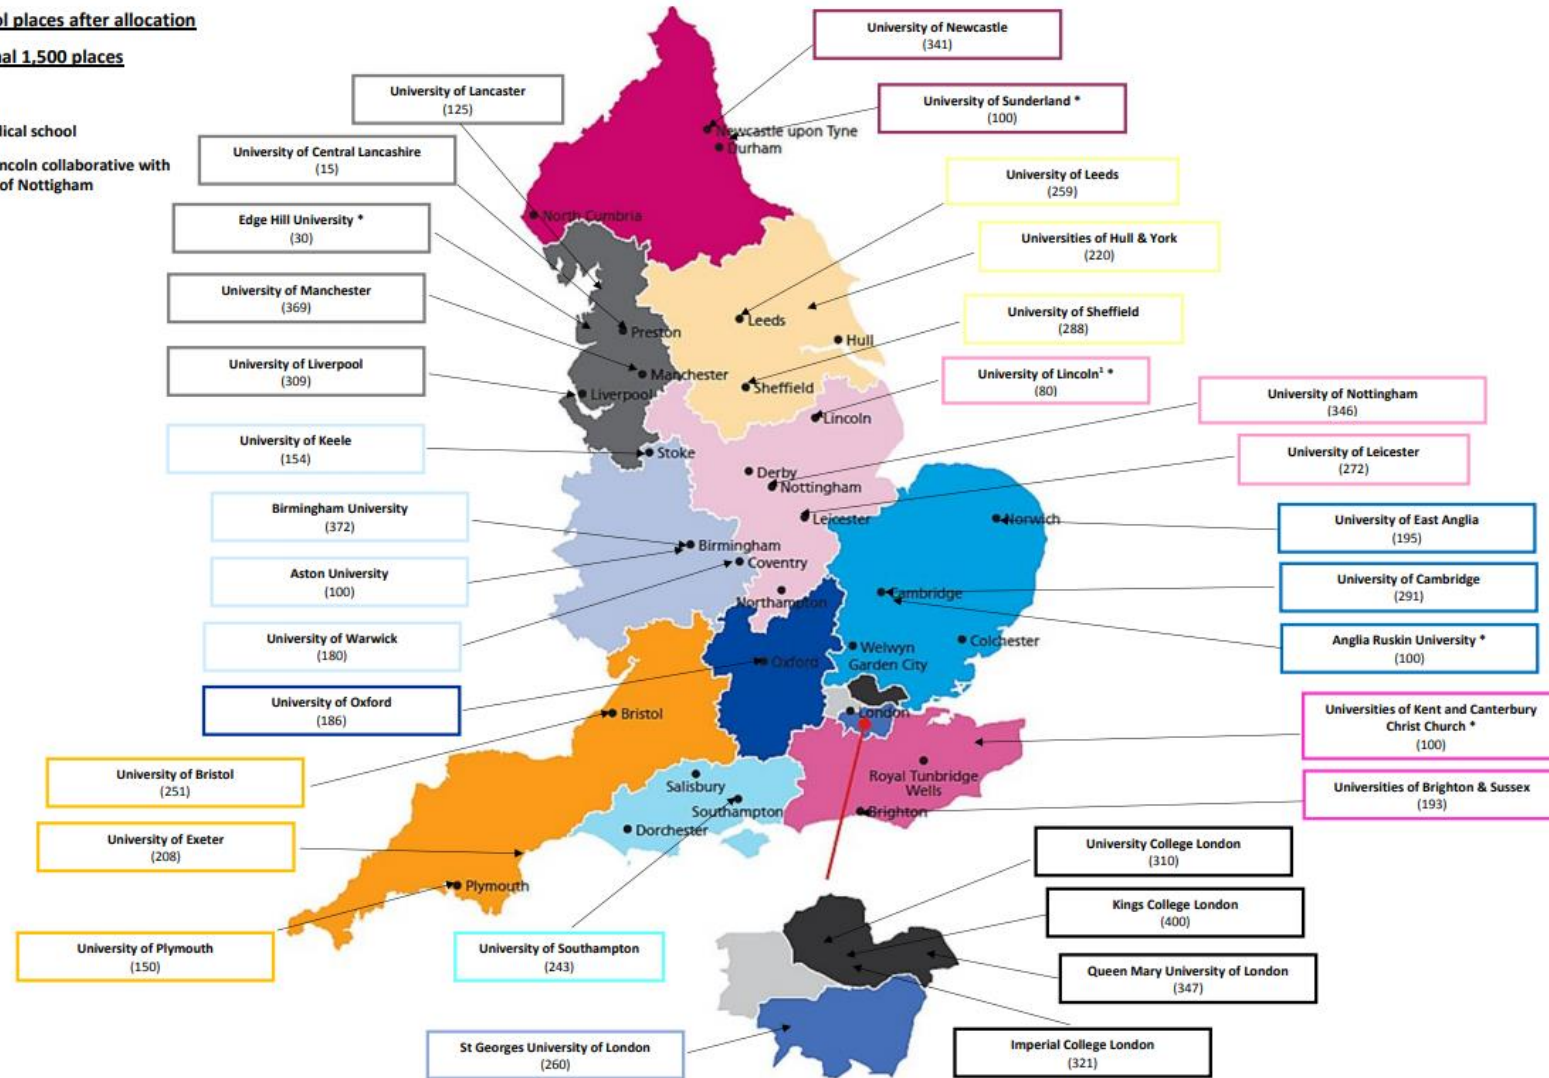 ol places after allocation
nal 1,500 places
dical school
incoln collaborative with
of Nottigham
University of Newcastle
(341)
University of Sunderland *
(100)
University of Lancaster
(125)
University of Central Lancashire
(15)
Edge Hill University *
(30)
University of Manchester
(369)
University of Liverpool
(309)
University of Keele
(154)
Birmingham University
(372)
Aston University
(100)
University of Warwick
(180)
University of Oxford
(186)
University of Bristol
(251)
University of Exeter
(208)
University of Plymouth
(150)
University of Southampton
(243)
St Georges University of London
(260)
University of Leeds
(259)
Universities of Hull & York
(220)
University of Sheffield
(288)
University of Lincoln¹ *
(80)
University of Nottingham
(346)
University of Leicester
(272)
University of East Anglia
(195)
University of Cambridge
(291)
Anglia Ruskin University *
(100)
Universities of Kent and Canterbury
Christ Church *
(100)
Universities of Brighton & Sussex
(193)
University College London
(310)
Kings College London
(400)
Queen Mary University of London
(347)
Imperial College London
(321)
Newcastle upon Tyne
Durham
North Cumbria
Leeds
Preston
Hull
Manchester
Liverpool
Sheffield
Lincoln
Stoke
Derby
Nottingham
Leicester
Norwich
Birmingham
Coventry
Northampton
Cambridge
Colchester
Welwyn
Garden City
Oxford
Bristol
London
Royal Tunbridge
Wells
Salisbury
Southampton
Brighton
Dorchester
Plymouth